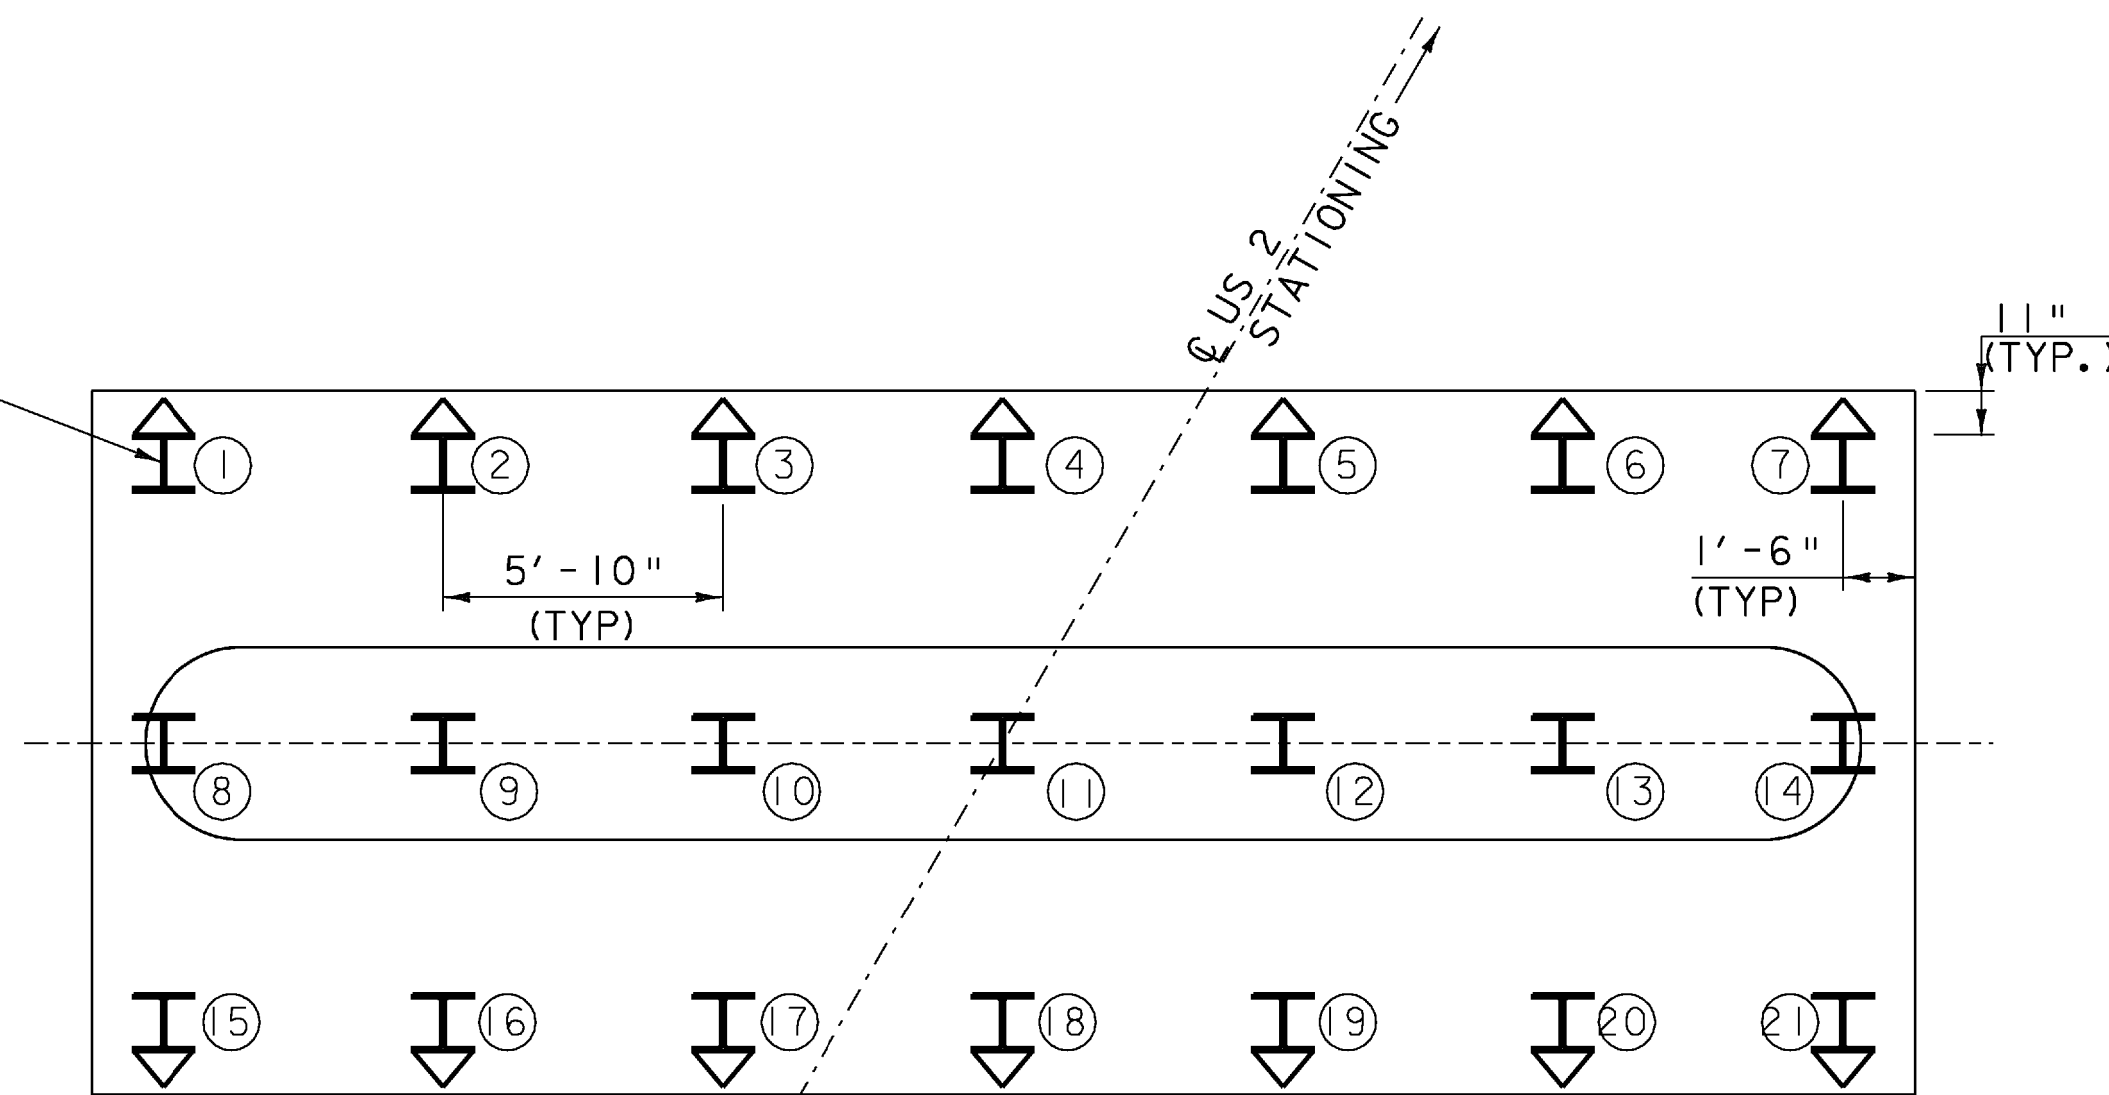 ℄ US 2
STATIONING
11"
(TYP.)
1 2 3 4 5 6 7
5'-10"
(TYP)
1'-6"
(TYP)
8 9 10 11 12 13 14
15 16 17 18 19 20 21